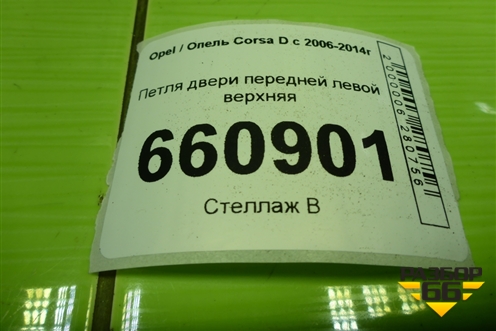 Opel / Опель Corsa D с 2006-2014г
Петля двери передней левой
верхняя
660901
Стеллаж В
2000006280756
РАЗБОР
66